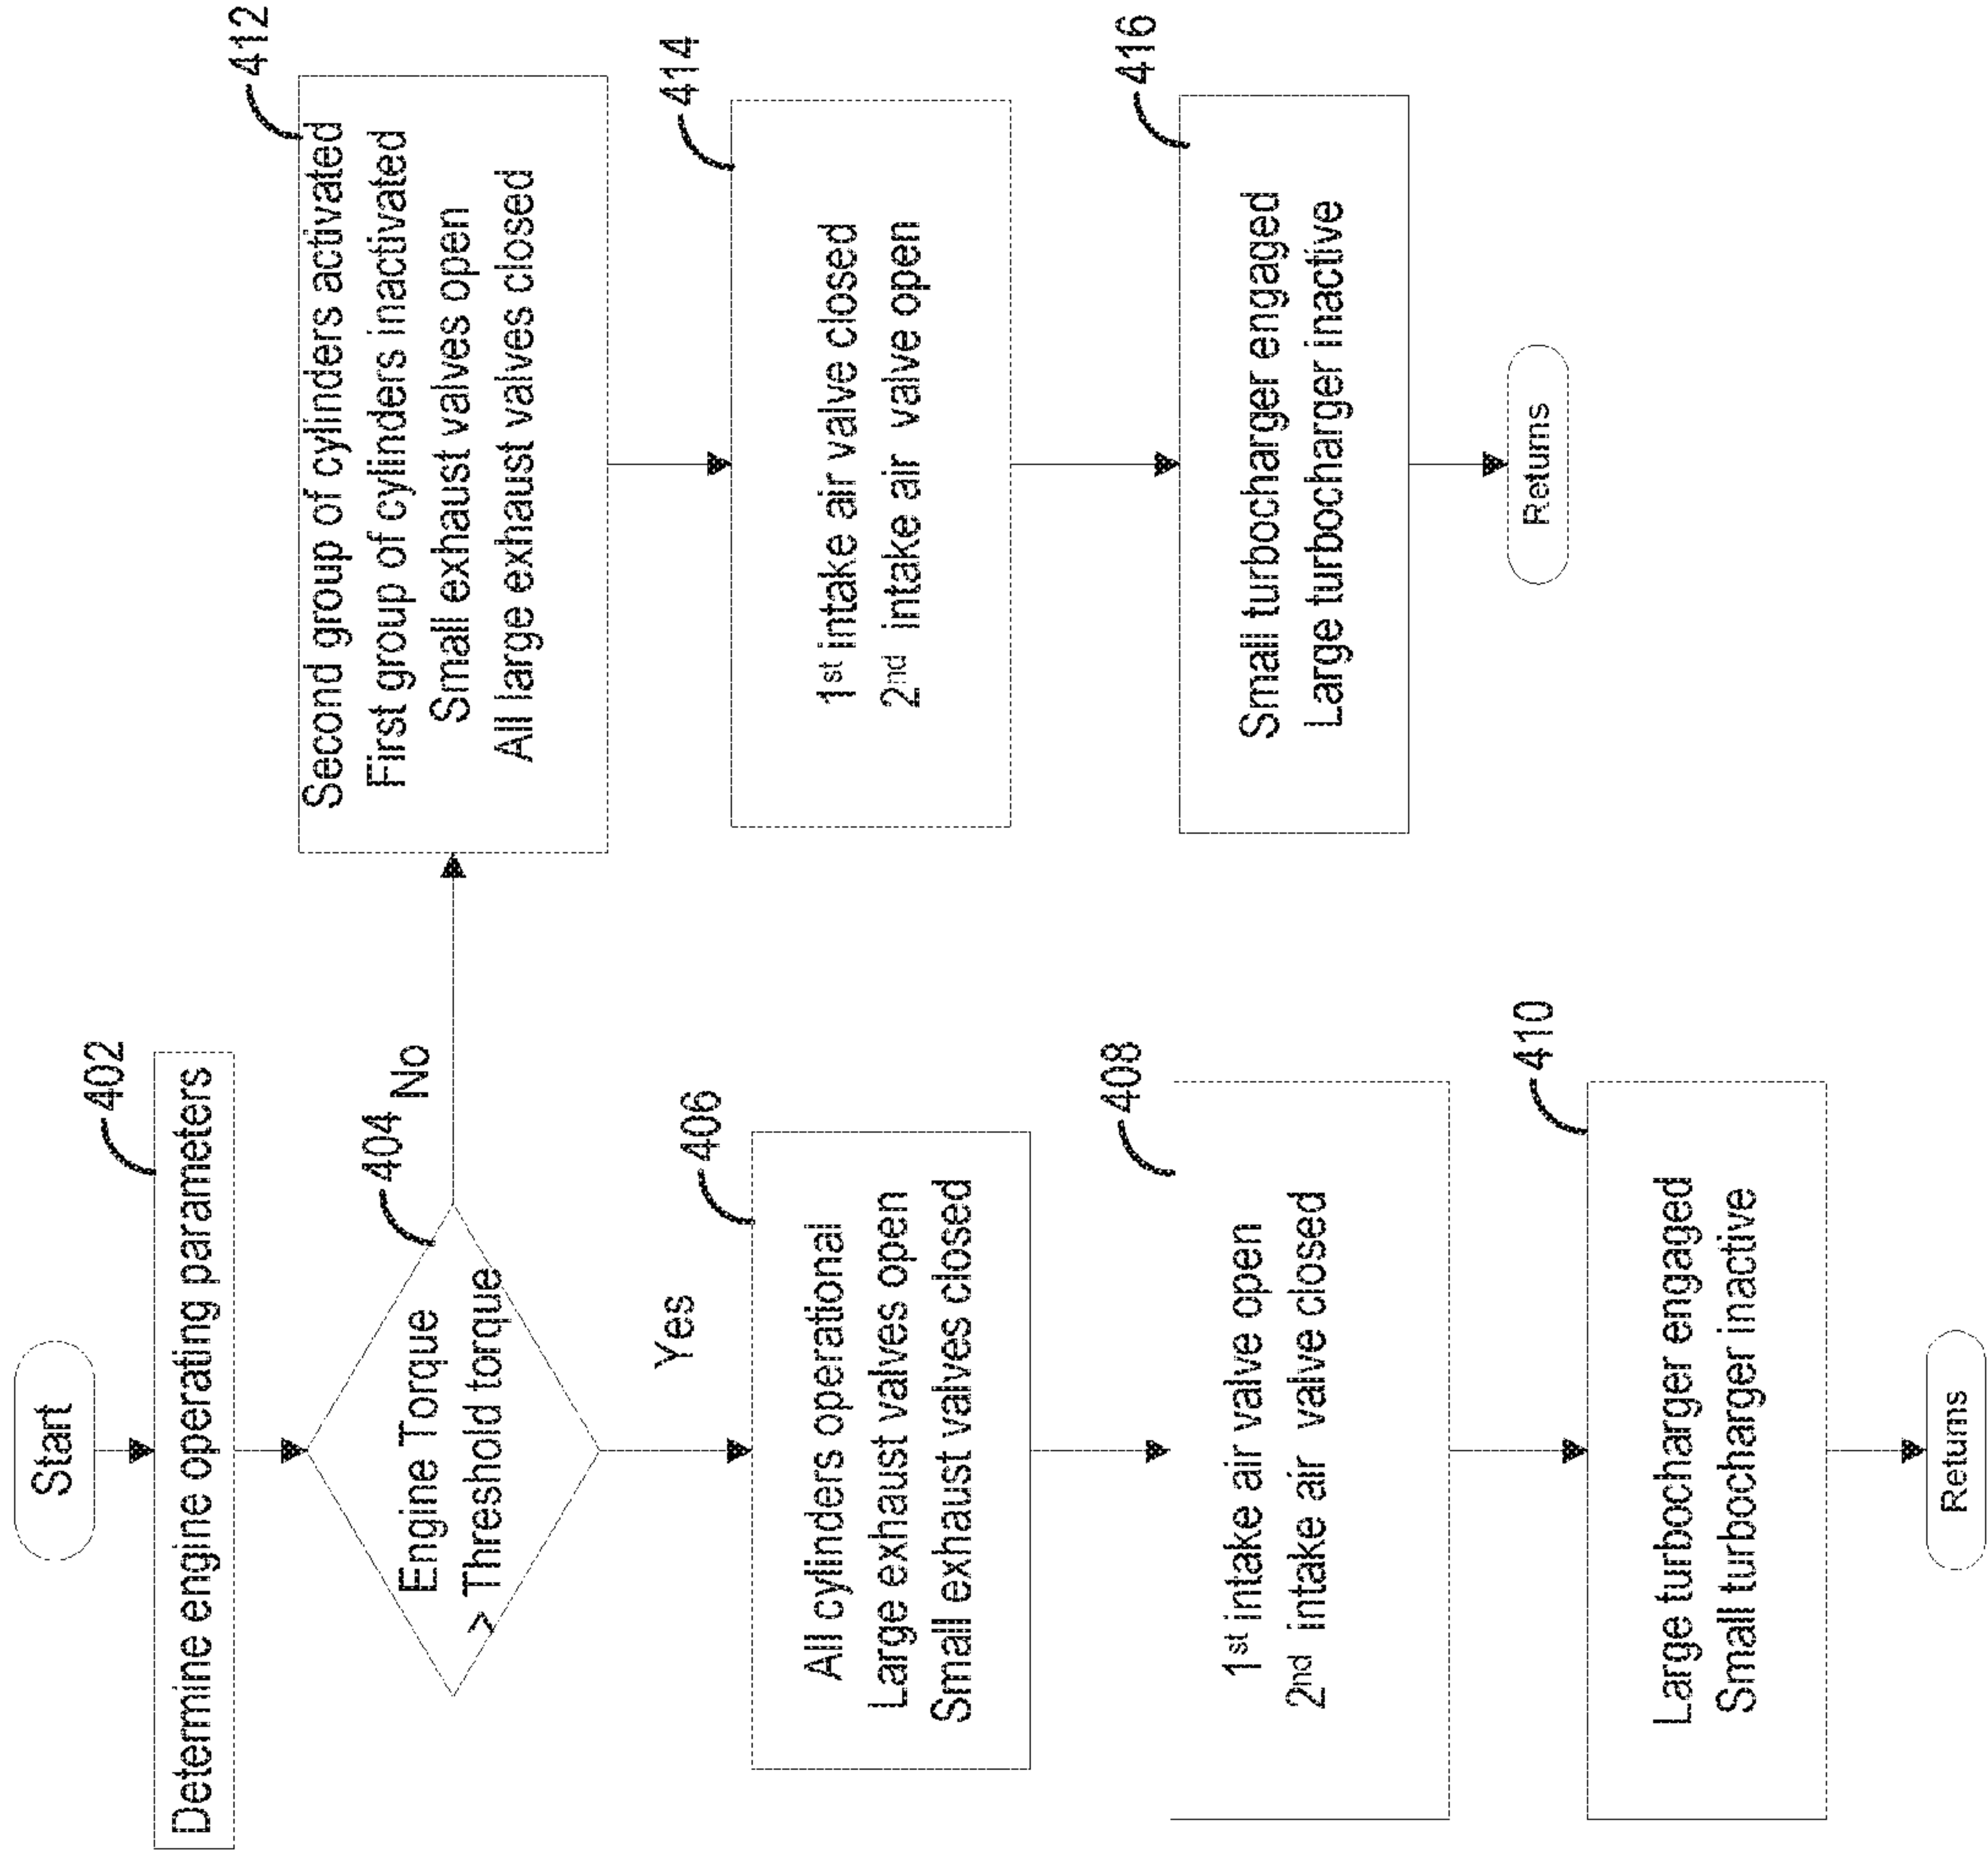 Start
402
Determine engine operating parameters
404
Engine Torque
> Threshold torque
No
Yes
406
All cylinders operational
Large exhaust valves open
Small exhaust valves closed
408
1st intake air valve open
2nd intake air valve closed
410
Large turbocharger engaged
Small turbocharger inactive
Returns
412
Second group of cylinders activated
First group of cylinders inactivated
Small exhaust valves open
All large exhaust valves closed
414
1st intake air valve closed
2nd intake air valve open
416
Small turbocharger engaged
Large turbocharger inactive
Returns